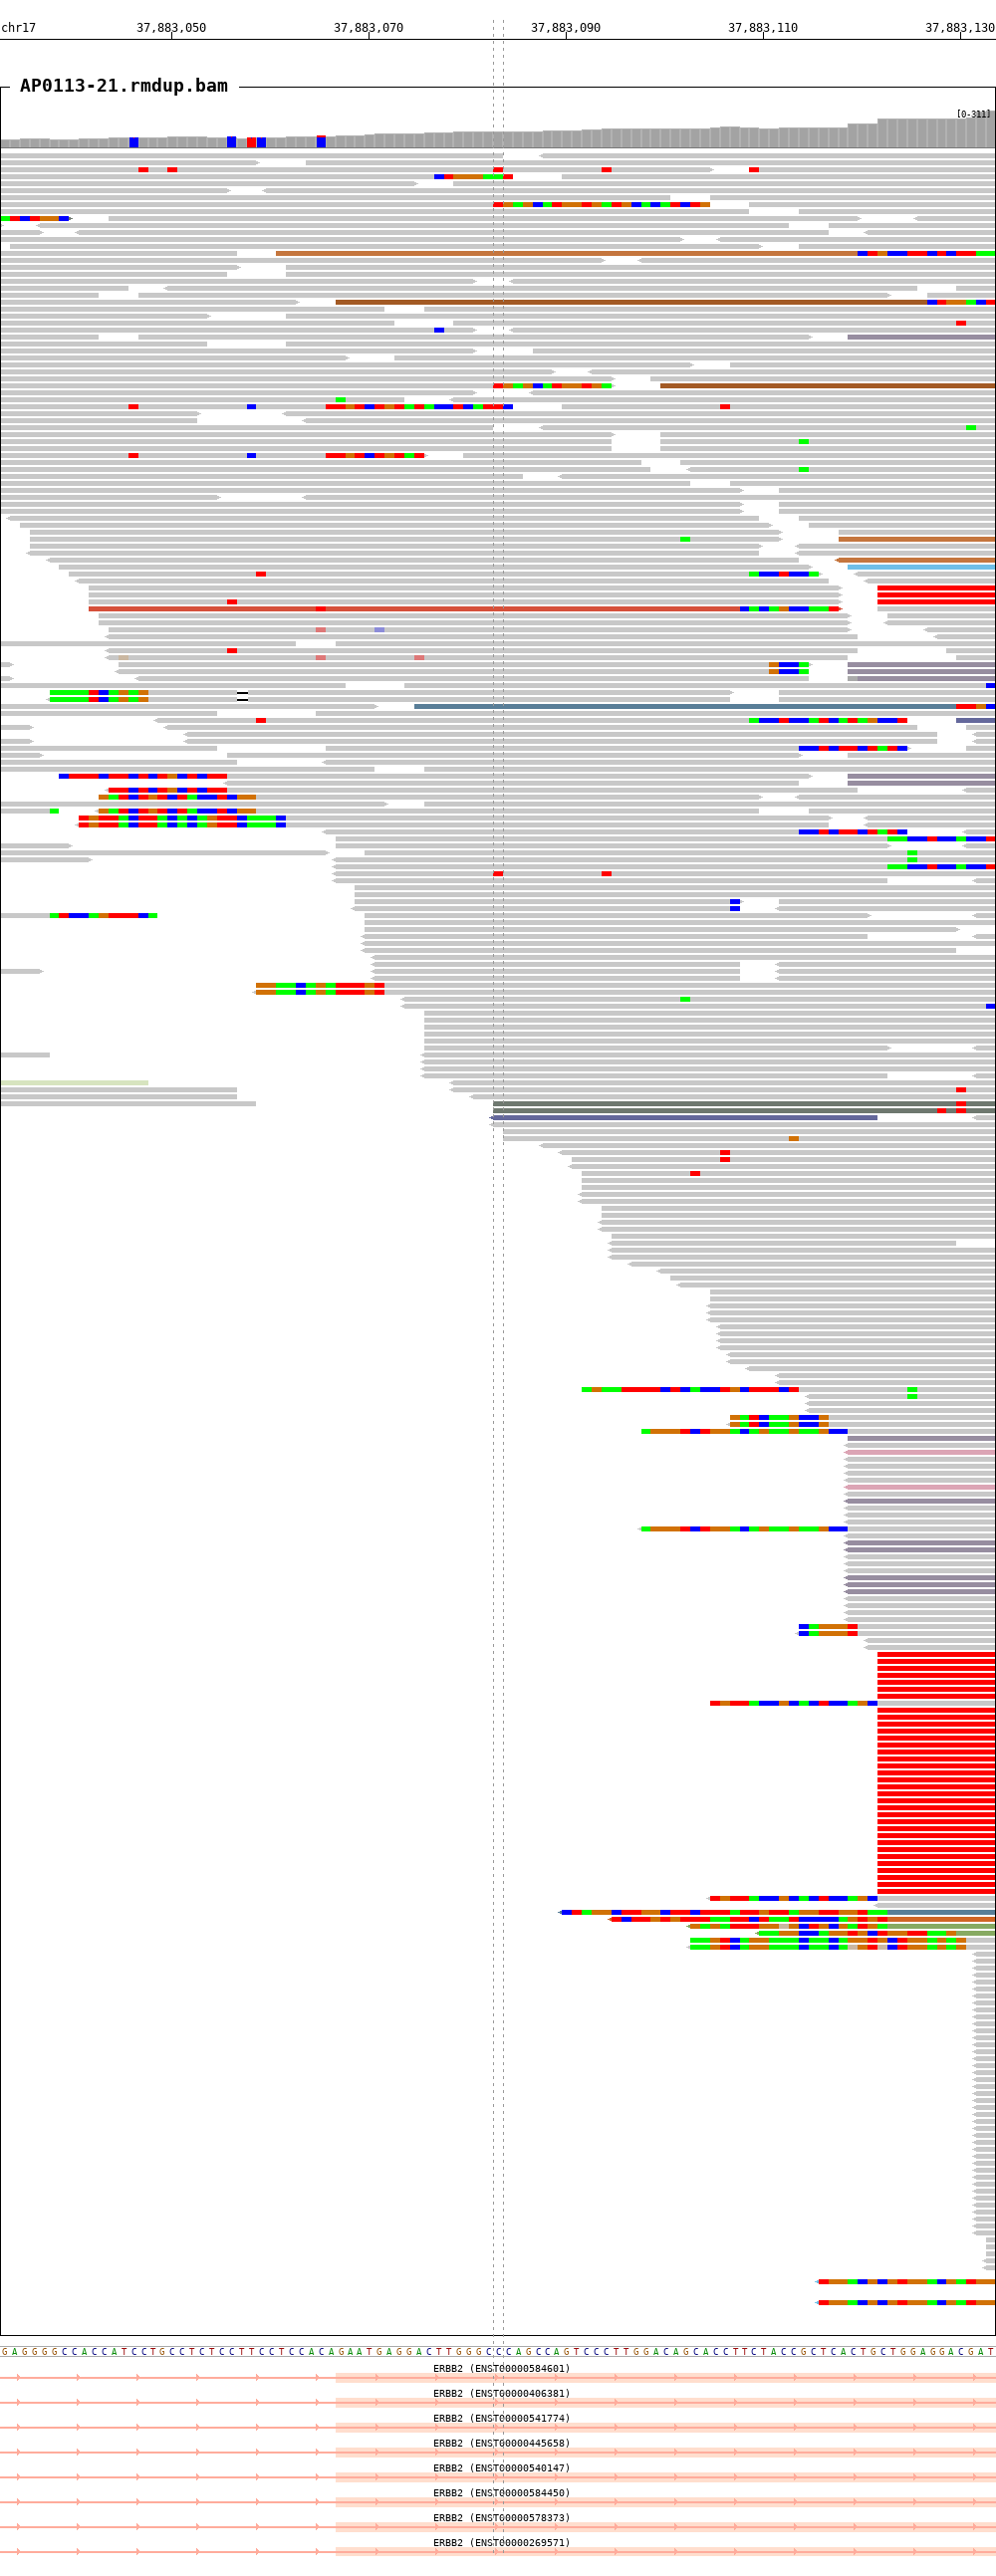 chr17 37,883,050 37,883,070 37,883,090 37,883,110 37,883,130
AP0113-21.rmdup.bam
[0-311]
GAGGGGCCACCATCCTGCCTCTCCTTCCTCCACAGAATGAGGACTTGGGCCCAGCCAGTCCCTTGGACAGCACCTTCTACCGCTCACTGCTGGAGGACGAT
ERBB2 (ENST00000584601)
ERBB2 (ENST00000406381)
ERBB2 (ENST00000541774)
ERBB2 (ENST00000445658)
ERBB2 (ENST00000540147)
ERBB2 (ENST00000584450)
ERBB2 (ENST00000578373)
ERBB2 (ENST00000269571)